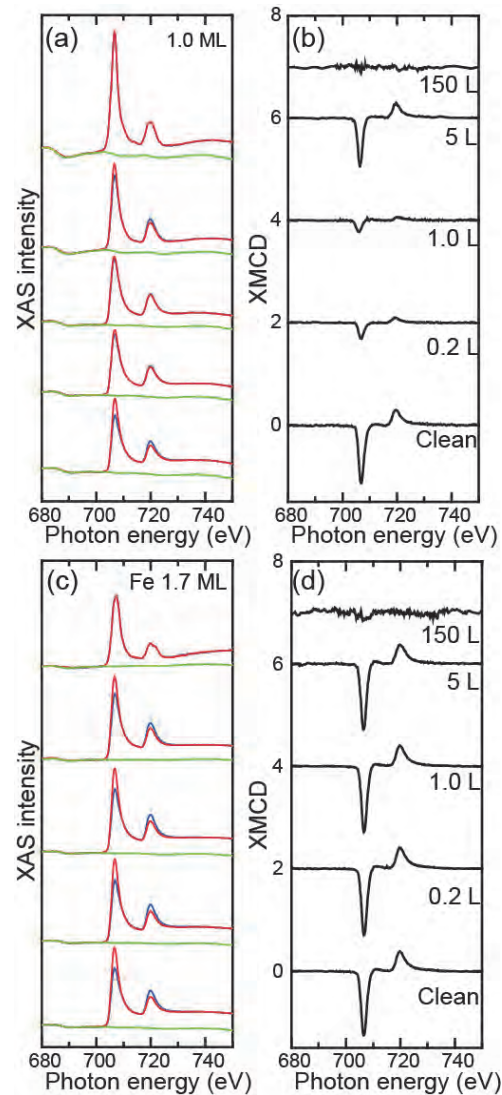 (a)
1.0 ML
XAS intensity
680 700 720 740
Photon energy (eV)
(b)
8
6
4
2
0
XMCD
150 L
5 L
1.0 L
0.2 L
Clean
680 700 720 740
Photon energy (eV)
(c)
Fe 1.7 ML
XAS intensity
680 700 720 740
Photon energy (eV)
(d)
8
6
4
2
0
XMCD
150 L
5 L
1.0 L
0.2 L
Clean
680 700 720 740
Photon energy (eV)